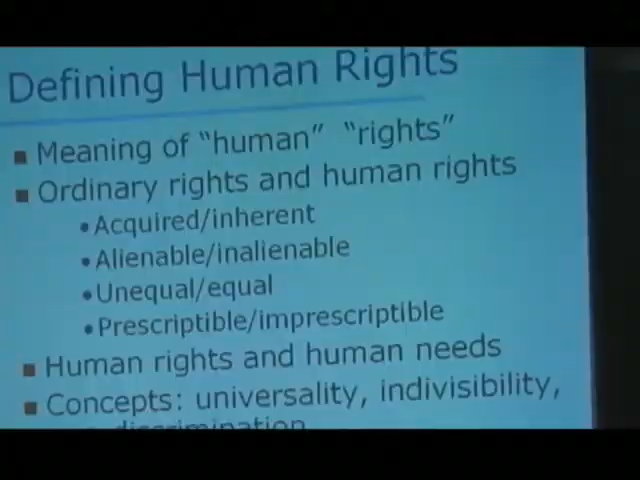 Defining Human Rights
■ Meaning of “human” “rights”
■ Ordinary rights and human rights
•Acquired/inherent
•Alienable/inalienable
•Unequal/equal
•Prescriptible/imprescriptible
■ Human rights and human needs
■ Concepts: universality, indivisibility,
discrimination